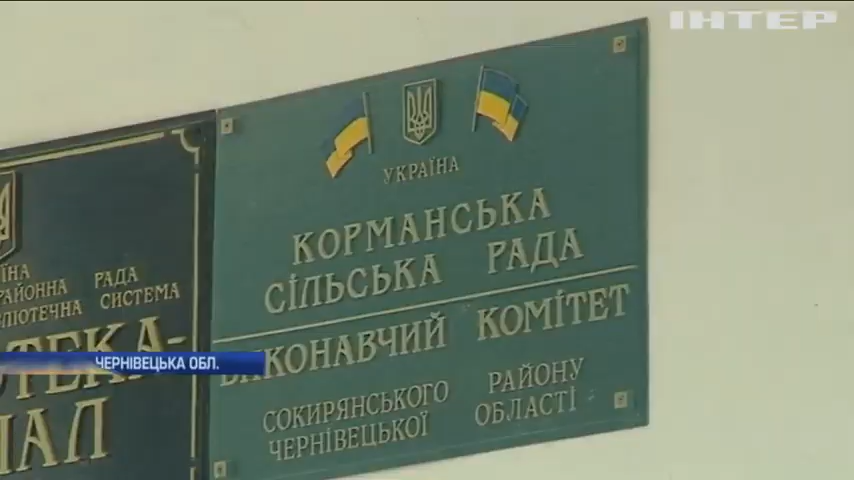 ІНТЕР
УКРАЇНА
КОРМАНСЬКА
СІЛЬСЬКА РАДА
ВИКОНАВЧИЙ КОМІТЕТ
СОКИРЯНСЬКОГО РАЙОНУ
ЧЕРНІВЕЦЬКОЇ ОБЛАСТІ
РАДА
СИСТЕМА
ЧЕРНІВЕЦЬКА ОБЛ.